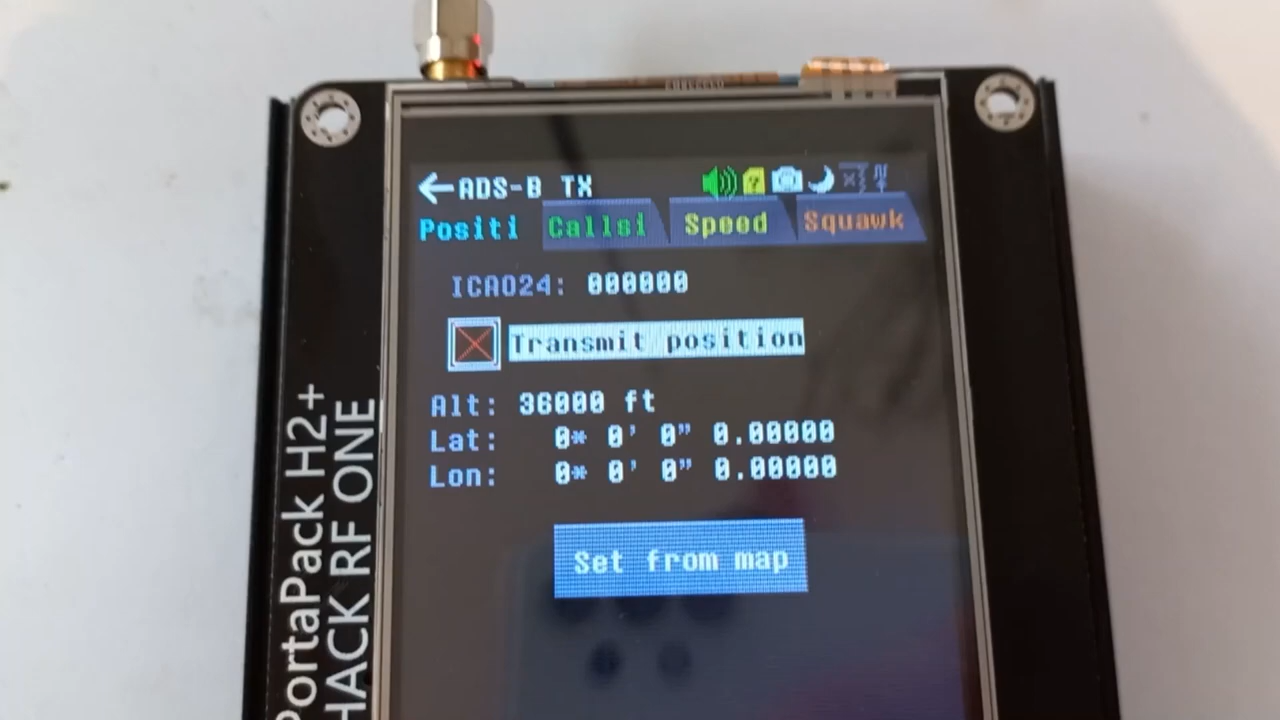 ←ADS-B TX
Positi Callsi Speed Squawk
ICAO24: 000000
Transmit position
Alt: 36000 ft
Lat: 0* 0' 0" 0.00000
Lon: 0* 0' 0" 0.00000
Set from map
PortaPack H2+
HACK RF ONE